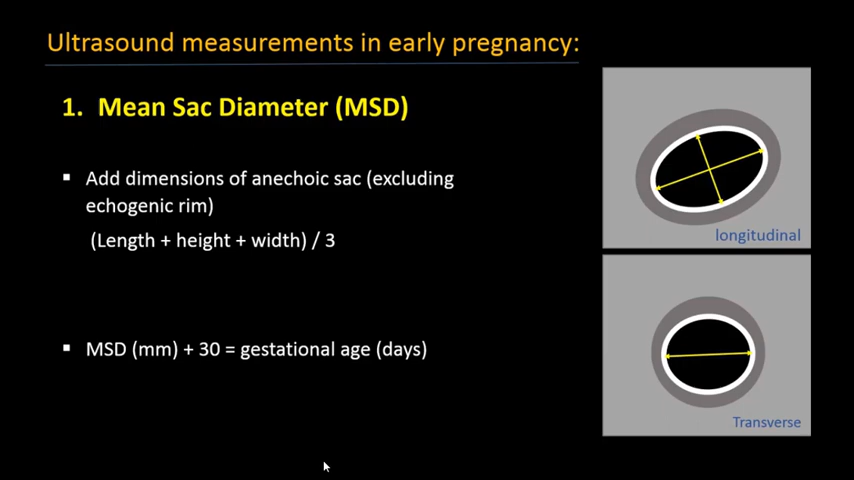 Ultrasound measurements in early pregnancy:
1. Mean Sac Diameter (MSD)
▪ Add dimensions of anechoic sac (excluding
echogenic rim)
(Length + height + width) / 3
▪ MSD (mm) + 30 = gestational age (days)
longitudinal
Transverse